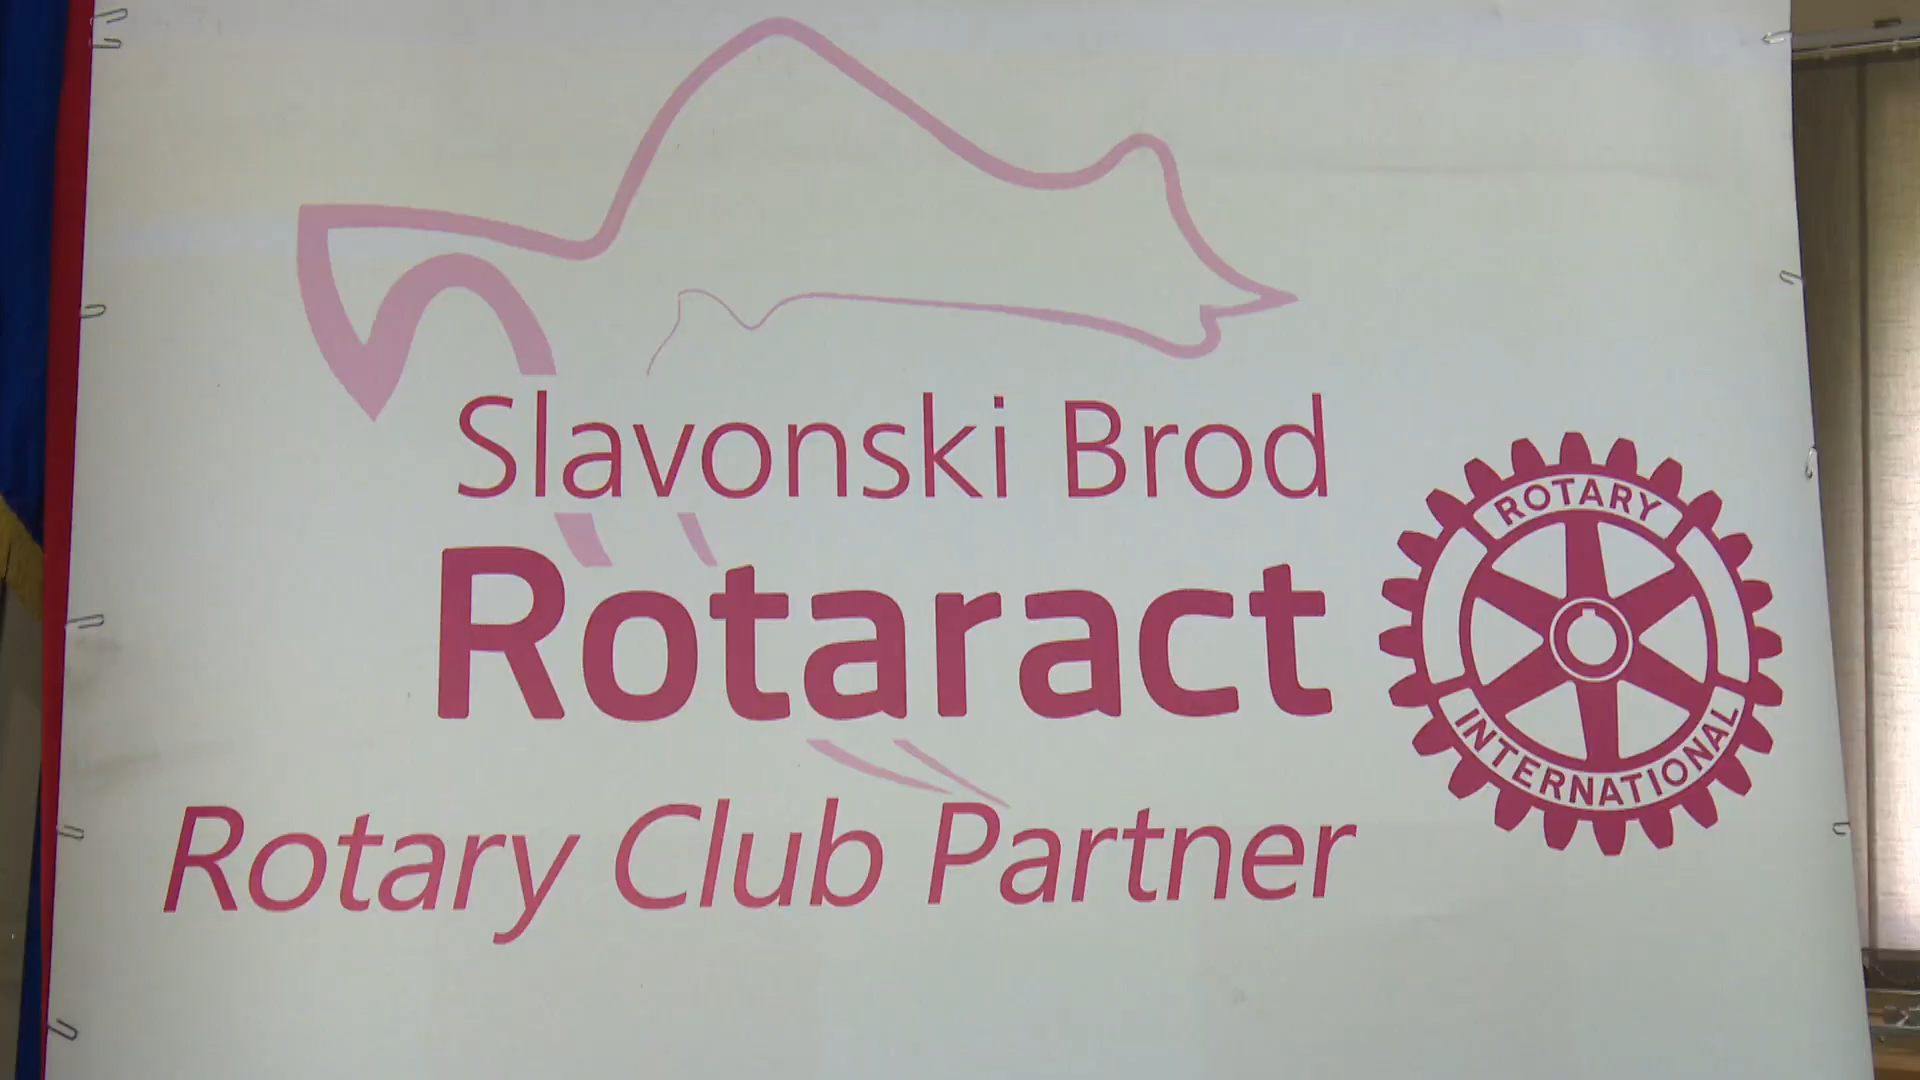 Slavonski Brod
Rotaract
Rotary Club Partner
ROTARY
INTERNATIONAL